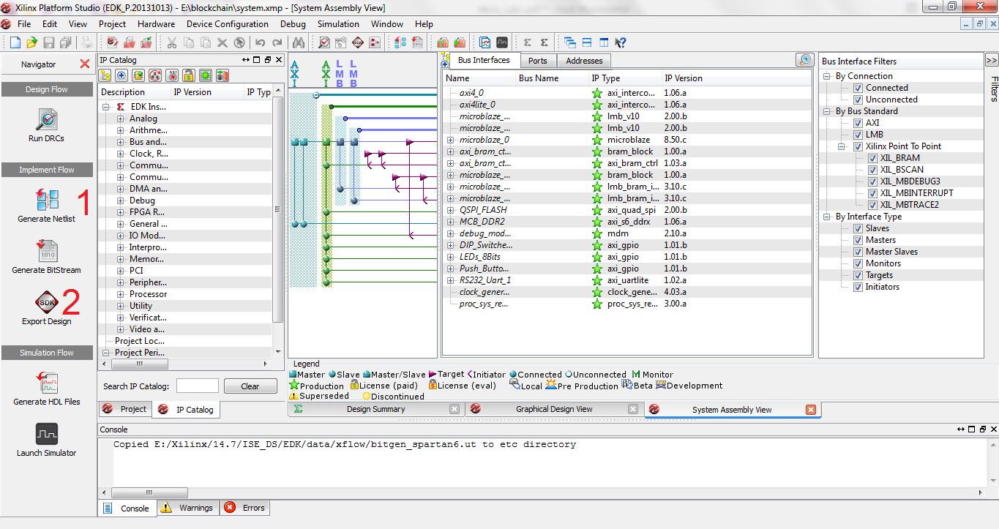 Xilinx Platform Studio (EDK_P.20131013) - E:\blockchain\system.xmp - [System Assembly View]
File Edit View Project Hardware Device Configuration Debug Simulation Window Help
Navigator
Design Flow
Run DRCs
Implement Flow
Generate Netlist
1
Generate BitStream
SDK
2
Export Design
Simulation Flow
Generate HDL Files
Launch Simulator
IP Catalog
Description IP Version IP Typ
EDK Ins...
Analog
Arithme...
Bus and...
Clock, R...
Commu...
Commu...
DMA an...
Debug
FPGA R...
General ...
IO Mod...
Interpro...
Memor...
PCI
Peripher...
Processor
Utility
Verificat...
Video a...
Project Loc...
Project Peri...
Search IP Catalog: Clear
Project IP Catalog
AXI AXI LMB LMB
Bus Interfaces Ports Addresses
Name Bus Name IP Type IP Version
axi4_0 axi_interco... 1.06.a
axi4lite_0 axi_interco... 1.06.a
microblaze_... lmb_v10 2.00.b
microblaze_... lmb_v10 2.00.b
microblaze_0 microblaze 8.50.c
axi_bram_ct... bram_block 1.00.a
axi_bram_ct... axi_bram_ctrl 1.03.a
microblaze_... bram_block 1.00.a
microblaze_... lmb_bram_i... 3.10.c
microblaze_... lmb_bram_i... 3.10.c
QSPI_FLASH axi_quad_spi 2.00.b
MCB_DDR2 axi_s6_ddrx 1.06.a
debug_mod... mdm 2.10.a
DIP_Switche... axi_gpio 1.01.b
LEDs_8Bits axi_gpio 1.01.b
Push_Butto... axi_gpio 1.01.b
RS232_Uart_1 axi_uartlite 1.02.a
clock_gener... clock_gene... 4.03.a
proc_sys_re... proc_sys_re... 3.00.a
Legend
Master Slave Master/Slave Target Initiator Connected Unconnected M Monitor
Production License (paid) License (eval) Local Pre Production Beta Development
Superseded Discontinued
Design Summary Graphical Design View System Assembly View
Bus Interface Filters
>>
Filters
By Connection
Connected
Unconnected
By Bus Standard
AXI
LMB
Xilinx Point To Point
XIL_BRAM
XIL_BSCAN
XIL_MBDEBUG3
XIL_MBINTERRUPT
XIL_MBTRACE2
By Interface Type
Slaves
Masters
Master Slaves
Monitors
Targets
Initiators
Console
Copied E:/Xilinx/14.7/ISE_DS/EDK/data/xflow/bitgen_spartan6.ut to etc directory
Console Warnings Errors